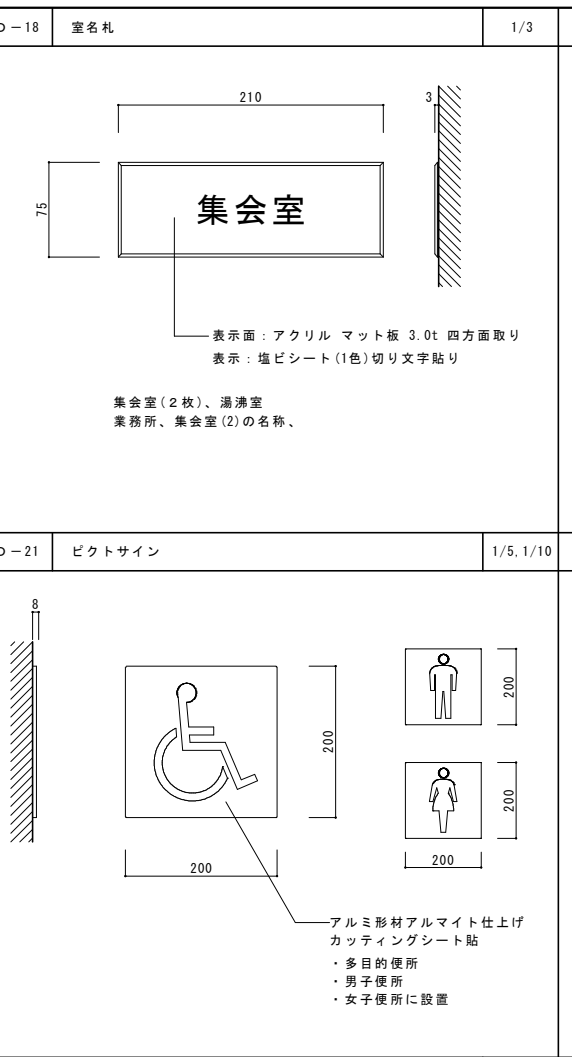 -18 室名札 1/3
210
3
75
集会室
表示面：アクリル マット板 3.0t 四方面取り
表示：塩ビシート(1色)切り文字貼り
集会室(２枚)、湯沸室
業務所、集会室(2)の名称、
-21 ピクトサイン 1/5,1/10
8
200
200
200
200
200
アルミ形材アルマイト仕上げ
カッティングシート貼
・多目的便所
・男子便所
・女子便所に設置